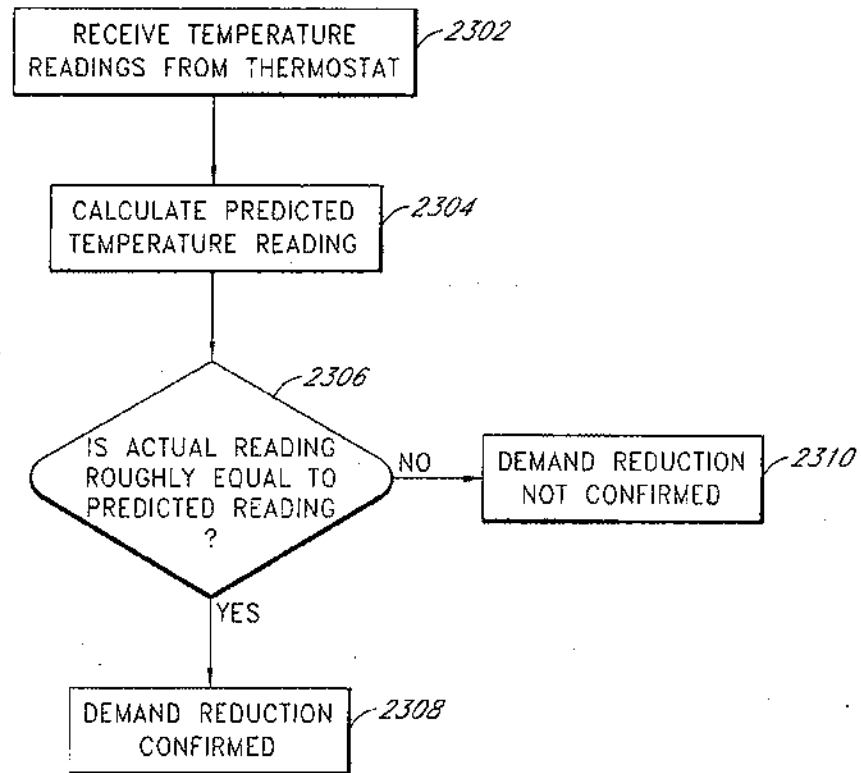 RECEIVE TEMPERATURE
READINGS FROM THERMOSTAT
2302
CALCULATE PREDICTED
TEMPERATURE READING
2304
2306
IS ACTUAL READING
ROUGHLY EQUAL TO
PREDICTED READING
?
NO
DEMAND REDUCTION
NOT CONFIRMED
2310
YES
DEMAND REDUCTION
CONFIRMED
2308